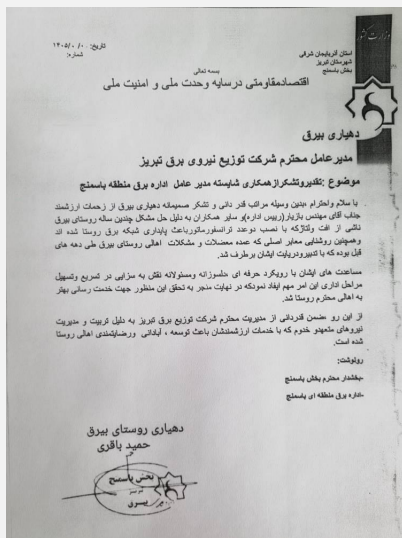 وزارت کشور
تاریخ: ۱۴۰۵/۰۰/۰۰
شماره:
استان آذربایجان شرقی
شهرستان تبریز
بخش باسمنج
بسمه تعالی
اقتصادمقاومتی درسایه وحدت ملی و امنیت ملی
دهیاری بیرق
مدیرعامل محترم شرکت توزیع نیروی برق تبریز
موضوع :تقدیروتشکرازهمکاری شایسته مدیر عامل اداره برق منطقه باسمنج
با سلام واحترام ،بدین وسیله مراتب قدر دانی و تشکر صمیمانه دهیاری بیرق از زحمات ارزشمند
جناب آقای مهندس بازیار(رییس اداره)و سایر همکاران به دلیل حل مشکل چندین ساله روستای بیرق
ناشی از افت ولتاژکه با نصب دوعدد ترانسفورماتورباعث پایداری شبکه برق روستا شده اند
وهمچنین روشنایی معابر اصلی که عمده معضلات و مشکلات اهالی روستای بیرق طی دهه های
قبل بوده که با تدبیرودرایت ایشان برطرف شد.
مساعدت های ایشان با رویکرد حرفه ای ،دلسوزانه ومسئولانه نقش به سزایی در تسریع وتسهیل
مراحل اداری این امر مهم ایفاد نمودکه در نهایت منجر به تحقق این منظور جهت خدمت رسانی بهتر
به اهالی محترم روستا شد.
از این رو ضمن قدردانی از مدیریت محترم شرکت توزیع برق تبریز به دلیل تربیت و مدیریت
نیروهای متعهدو خدوم که با خدمات ارزشمندشان باعث توسعه ، آبادانی ورضایتمندی اهالی روستا
شده است.
رونوشت:
-بخشدار محترم بخش باسمنج
-اداره برق منطقه ای باسمنج
دهیاری روستای بیرق
حمید باقری
بخش باسمنج